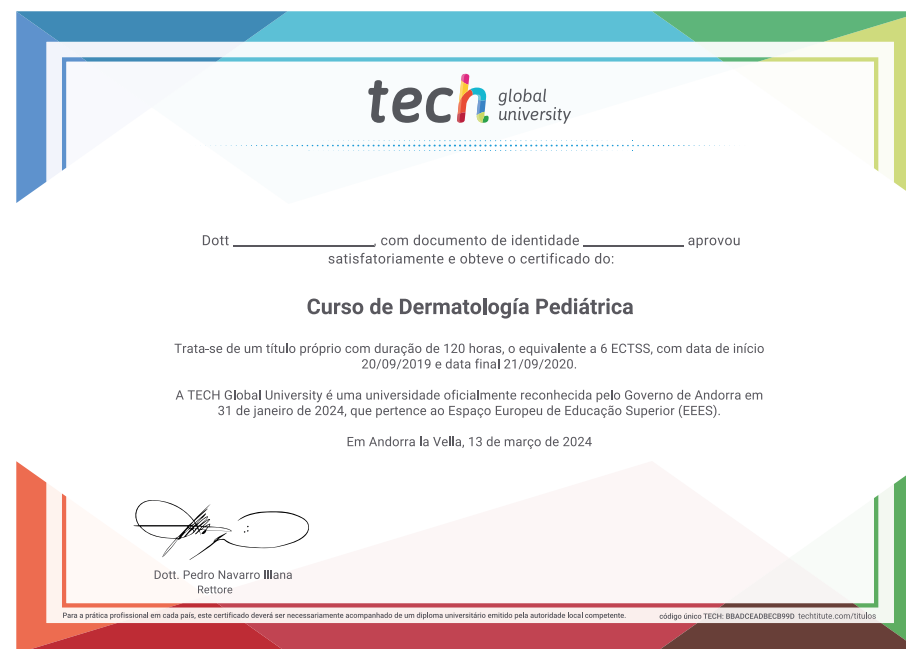 tech global
university
Dott ____________________, com documento de identidade ______________ aprovou
satisfatoriamente e obteve o certificado do:
Curso de Dermatología Pediátrica
Trata-se de um título próprio com duração de 120 horas, o equivalente a 6 ECTSS, com data de início
20/09/2019 e data final 21/09/2020.
A TECH Global University é uma universidade oficialmente reconhecida pelo Governo de Andorra em
31 de janeiro de 2024, que pertence ao Espaço Europeu de Educação Superior (EEES).
Em Andorra la Vella, 13 de março de 2024
Dott. Pedro Navarro Illana
Rettore
Para a prática profissional em cada país, este certificado deverá ser necessariamente acompanhado de um diploma universitário emitido pela autoridade local competente.
código único TECH: BBADCEADBECB99D techtitute.com/titulos